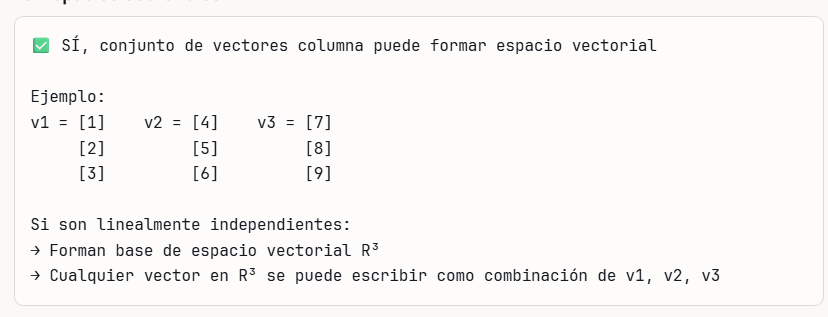 ✅ SÍ, conjunto de vectores columna puede formar espacio vectorial
Ejemplo:
v1 = [1]    v2 = [4]    v3 = [7]
     [2]         [5]         [8]
     [3]         [6]         [9]
Si son linealmente independientes:
→ Forman base de espacio vectorial R³
→ Cualquier vector en R³ se puede escribir como combinación de v1, v2, v3